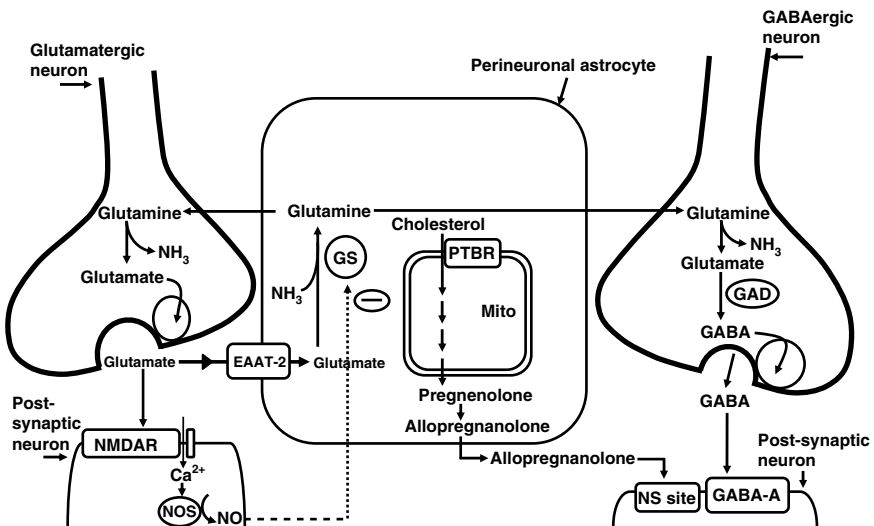 Glutamatergic
neuron
GABAergic
neuron
Perineuronal astrocyte
Glutamine
NH3
Glutamate
Glutamate
EAAT-2
Glutamine
GS
NH3
—
Glutamate
Cholesterol
PTBR
Mito
Pregnenolone
Allopregnanolone
Allopregnanolone
Glutamine
NH3
Glutamate
GAD
GABA
GABA
Post-
synaptic
neuron
NMDAR
Ca2+
NOS
NO
Post-synaptic
neuron
NS site
GABA-A